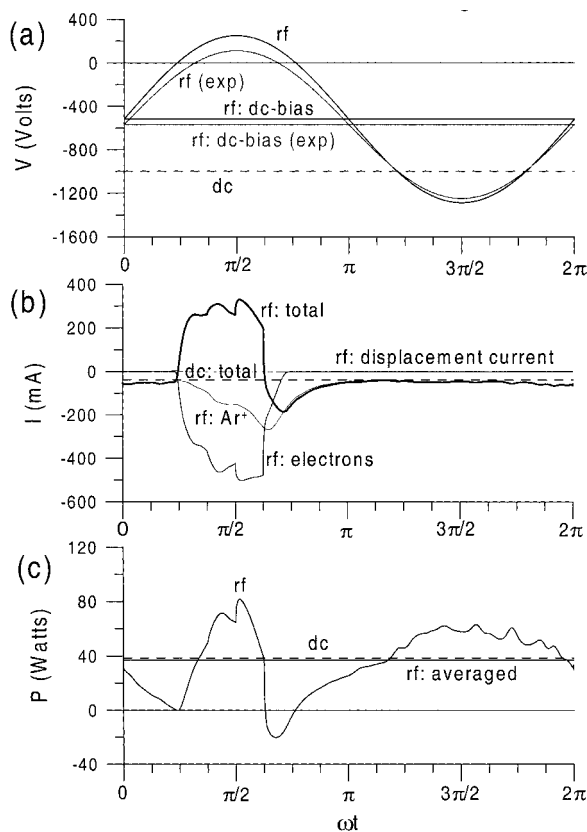 (a)
400
0
-400
-800
-1200
-1600
V (Volts)
rf
rf (exp)
rf: dc-bias
rf: dc-bias (exp)
dc
0 π/2 π 3π/2 2π
(b)
400
200
0
-200
-400
-600
I (mA)
rf: total
dc: total
rf: displacement current
rf: Ar⁺
rf: electrons
0 π/2 π 3π/2 2π
(c)
120
80
40
0
-40
P (Watts)
rf
dc
rf: averaged
0 π/2 π 3π/2 2π
ωt